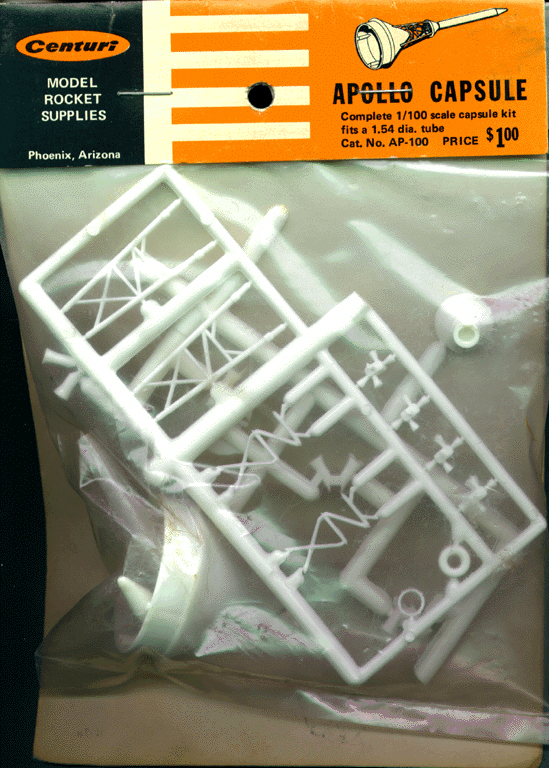 Centuri
MODEL
ROCKET
SUPPLIES
Phoenix, Arizona
APOLLO CAPSULE
Complete 1/100 scale capsule kit
fits a 1.54 dia. tube
Cat. No. AP-100 PRICE $1.00